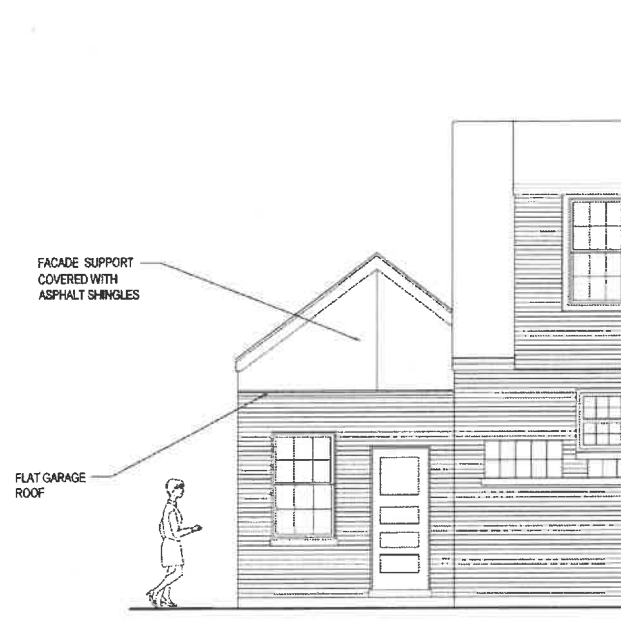 FACADE SUPPORT
COVERED WITH
ASPHALT SHINGLES
FLAT GARAGE
ROOF